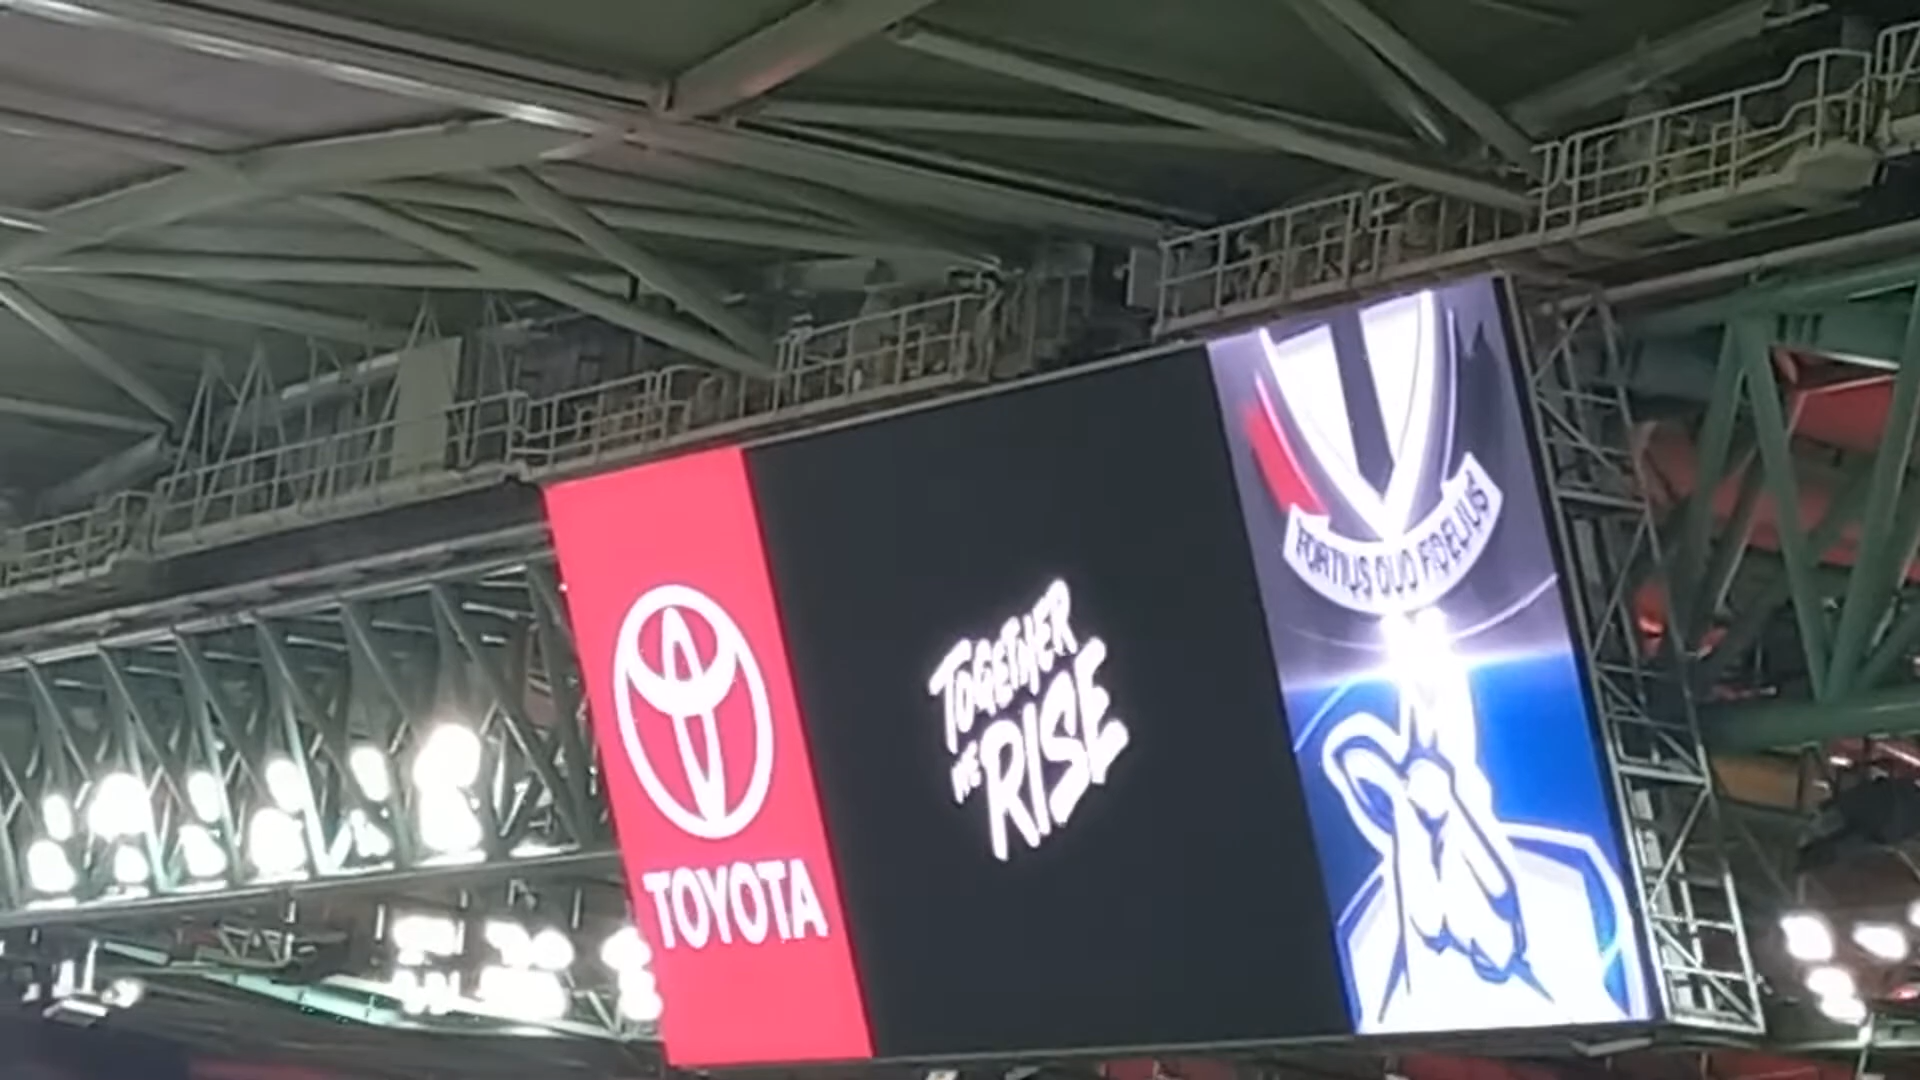 TOYOTA
TOGETHER
WE
RISE
FORTIUS QUO FIDELIUS